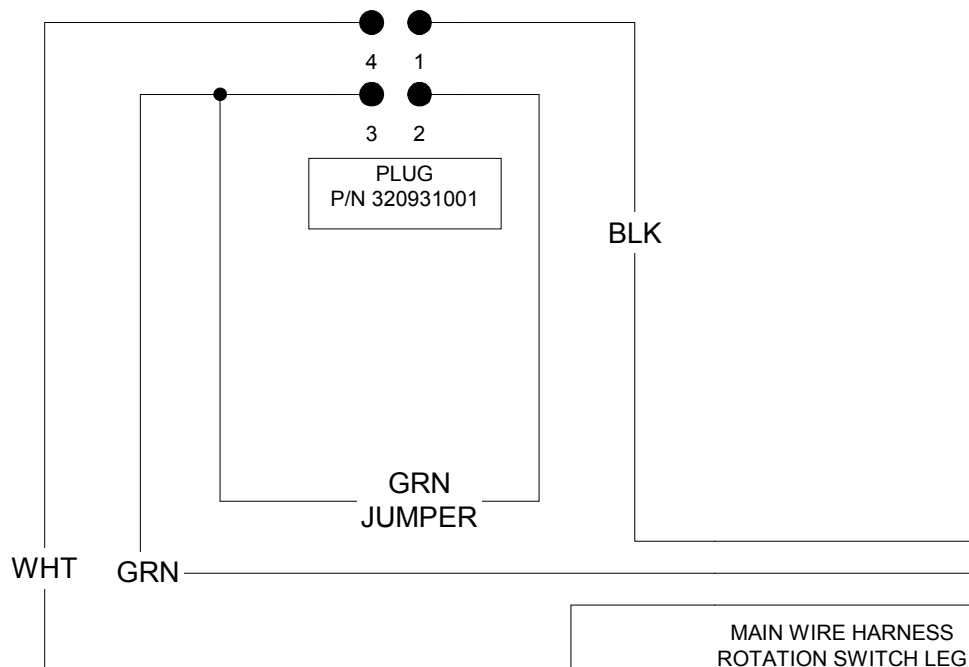 4 1
3 2
PLUG
P/N 320931001
BLK
GRN
JUMPER
WHT GRN
MAIN WIRE HARNESS
ROTATION SWITCH LEG